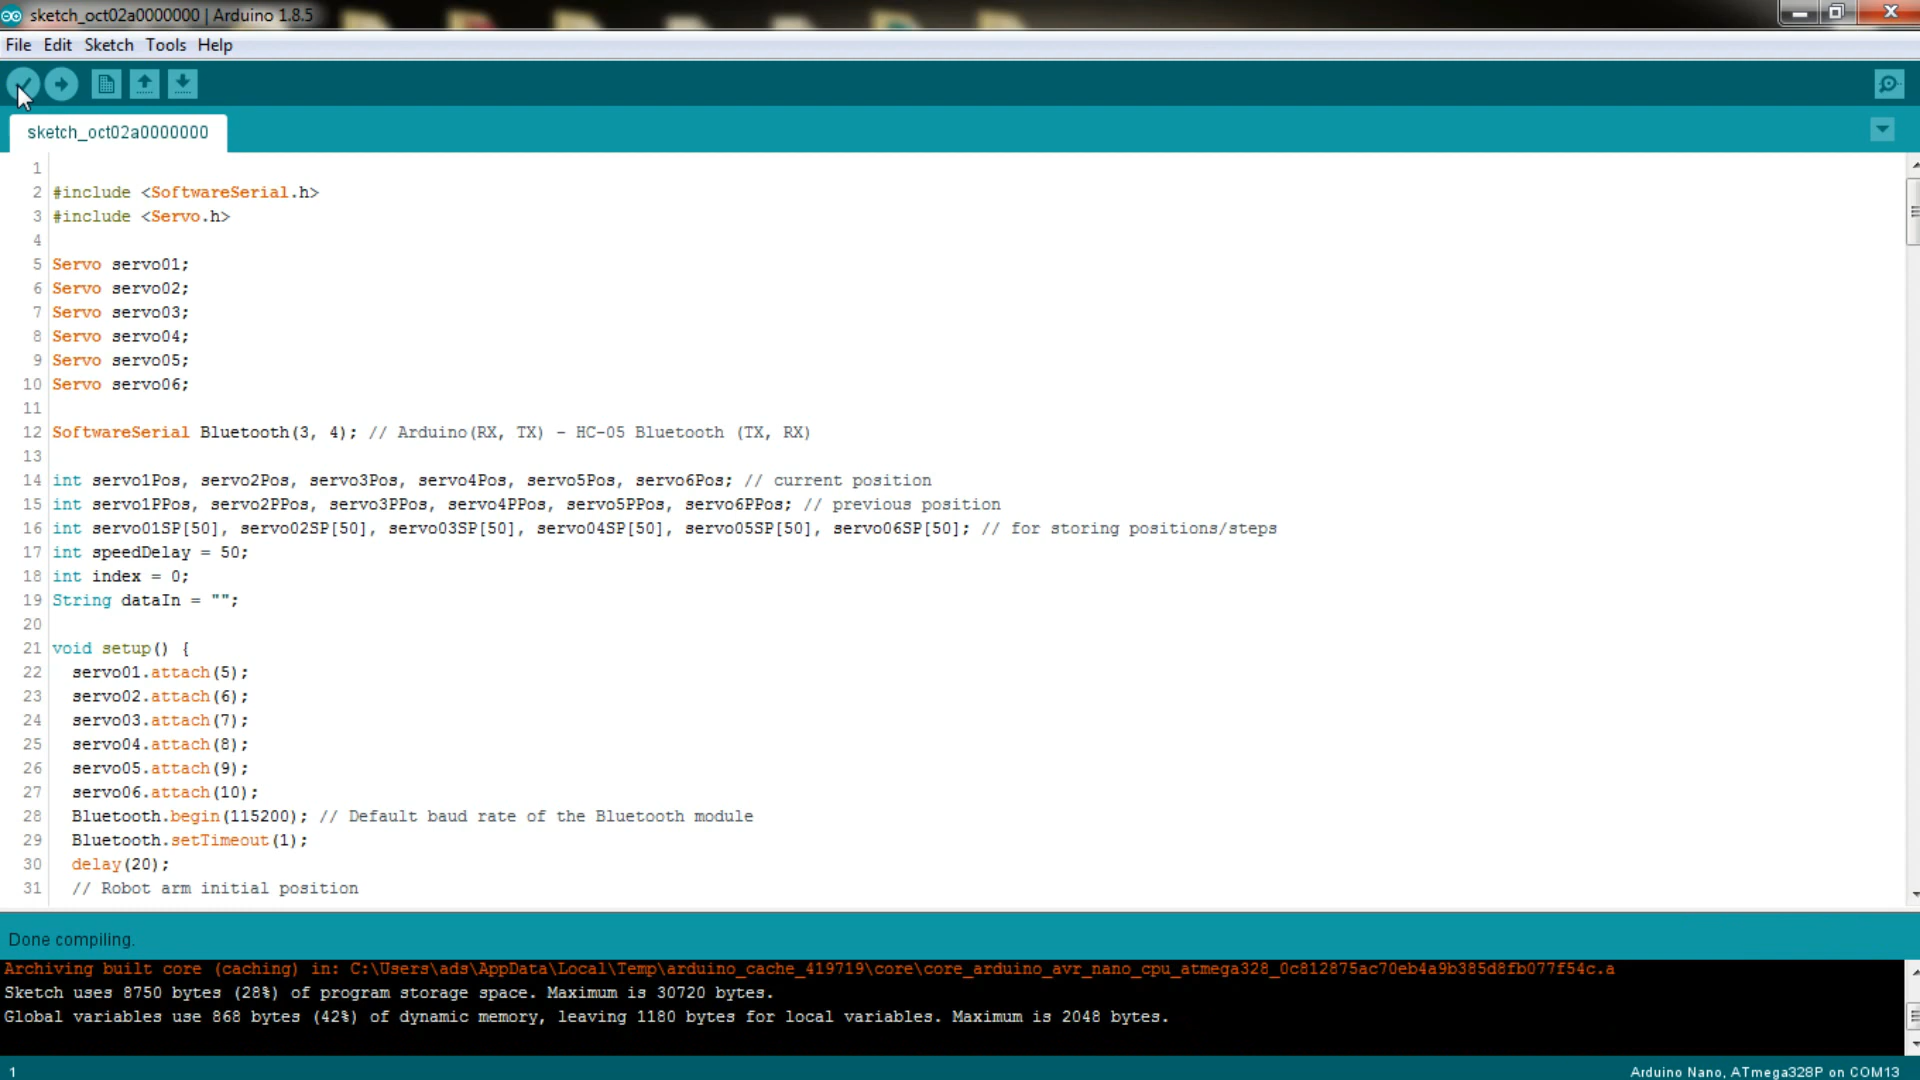 sketch_oct02a0000000 | Arduino 1.8.5
File Edit Sketch Tools Help
sketch_oct02a0000000
1
2 #include <SoftwareSerial.h>
3 #include <Servo.h>
4
5 Servo servo01;
6 Servo servo02;
7 Servo servo03;
8 Servo servo04;
9 Servo servo05;
10 Servo servo06;
11
12 SoftwareSerial Bluetooth(3, 4); // Arduino(RX, TX) - HC-05 Bluetooth (TX, RX)
13
14 int servo1Pos, servo2Pos, servo3Pos, servo4Pos, servo5Pos, servo6Pos; // current position
15 int servo1PPos, servo2PPos, servo3PPos, servo4PPos, servo5PPos, servo6PPos; // previous position
16 int servo01SP[50], servo02SP[50], servo03SP[50], servo04SP[50], servo05SP[50], servo06SP[50]; // for storing positions/steps
17 int speedDelay = 50;
18 int index = 0;
19 String dataIn = "";
20
21 void setup() {
22 servo01.attach(5);
23 servo02.attach(6);
24 servo03.attach(7);
25 servo04.attach(8);
26 servo05.attach(9);
27 servo06.attach(10);
28 Bluetooth.begin(115200); // Default baud rate of the Bluetooth module
29 Bluetooth.setTimeout(1);
30 delay(20);
31 // Robot arm initial position
Done compiling.
Archiving built core (caching) in: C:\Users\ads\AppData\Local\Temp\arduino_cache_419719\core\core_arduino_avr_nano_cpu_atmega328_0c812875ac70eb4a9b385d8fb077f54c.a
Sketch uses 8750 bytes (28%) of program storage space. Maximum is 30720 bytes.
Global variables use 868 bytes (42%) of dynamic memory, leaving 1180 bytes for local variables. Maximum is 2048 bytes.
1
Arduino Nano, ATmega328P on COM13